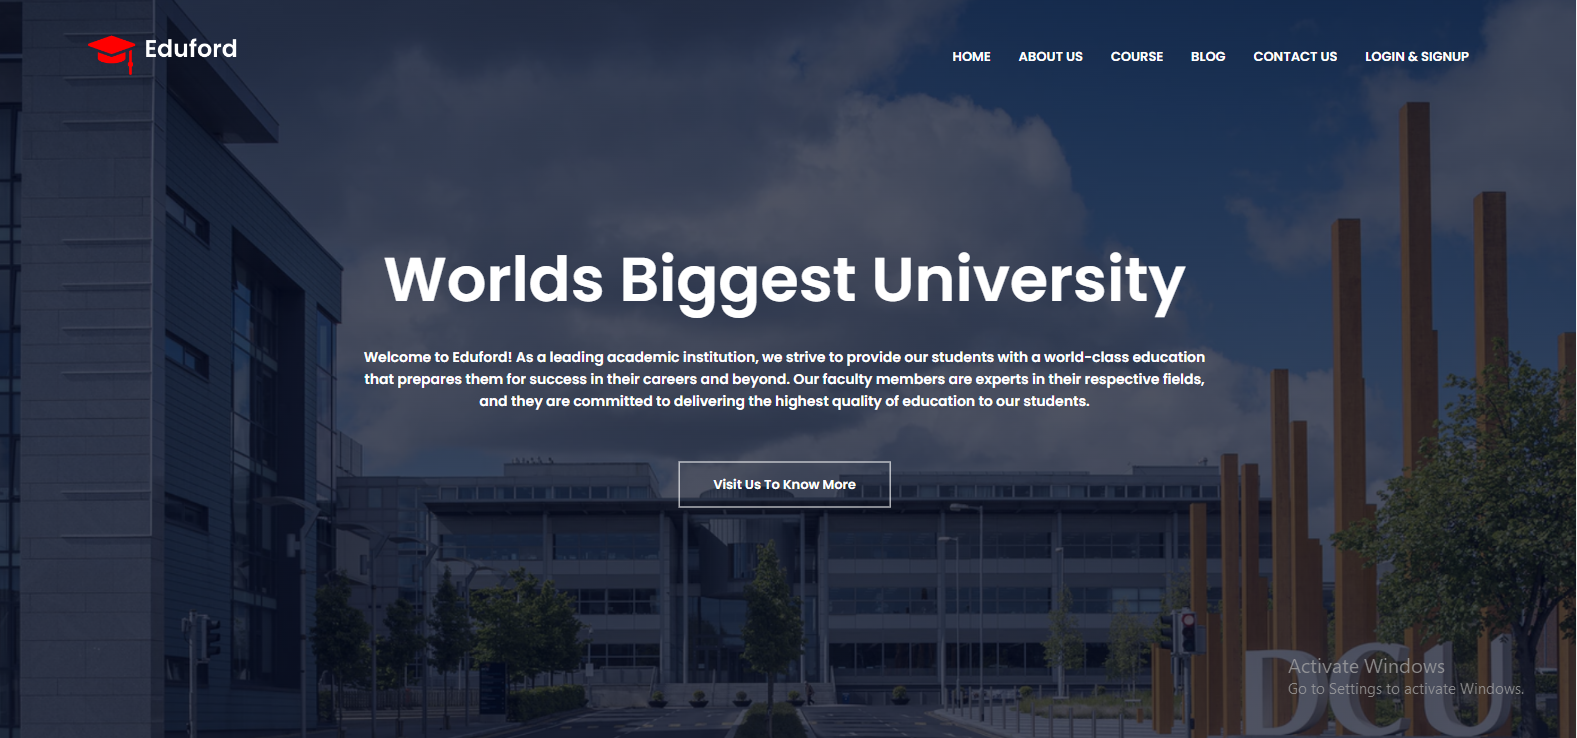 Eduford
HOME ABOUT US COURSE BLOG CONTACT US LOGIN & SIGNUP
Worlds Biggest University
Welcome to Eduford! As a leading academic institution, we strive to provide our students with a world-class education
that prepares them for success in their careers and beyond. Our faculty members are experts in their respective fields,
and they are committed to delivering the highest quality of education to our students.
Visit Us To Know More
DCU
Activate Windows
Go to Settings to activate Windows.